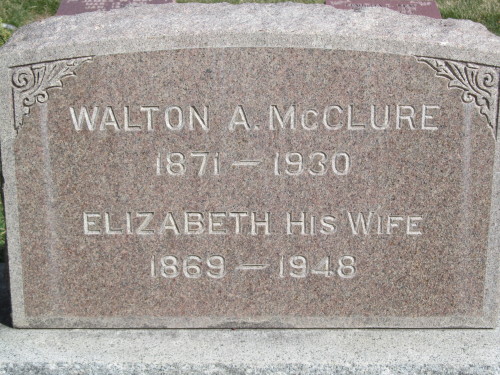 WALTON A. McCLURE
1871 — 1930
ELIZABETH HIS WIFE
1869 — 1948